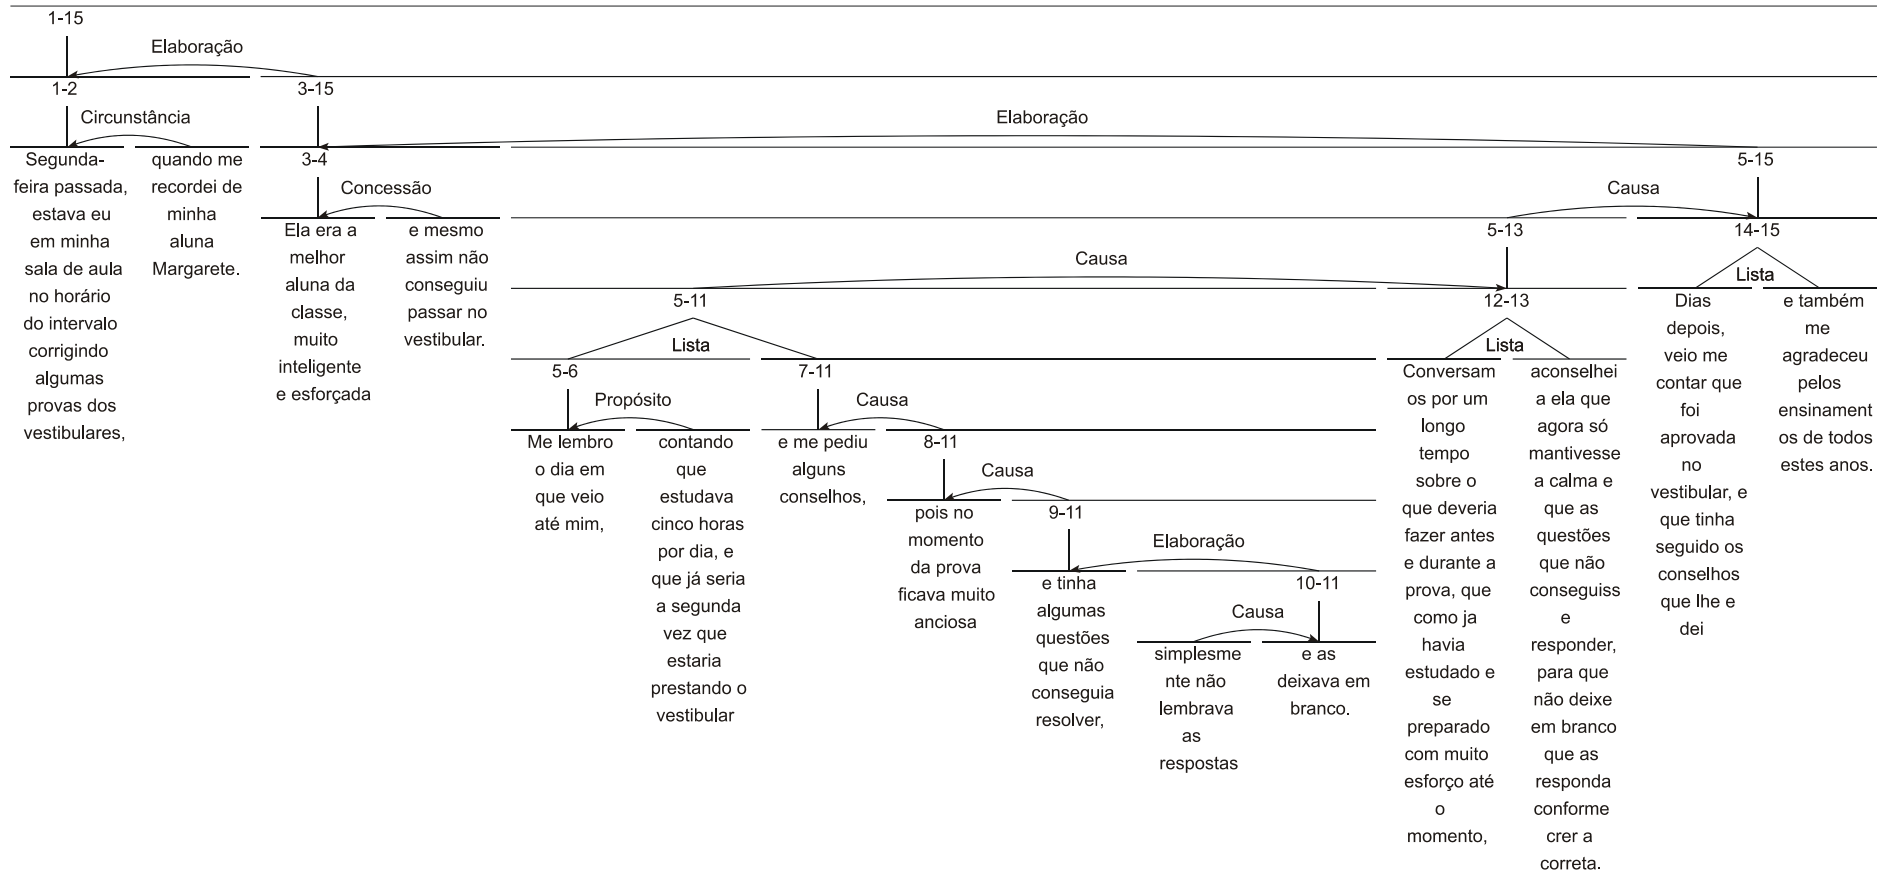 1-15
Elaboração
1-2
3-15
Circunstância
Elaboração
Segunda-
feira passada,
estava eu
em minha
sala de aula
no horário
do intervalo
corrigindo
algumas
provas dos
vestibulares,
quando me
recordei de
minha
aluna
Margarete.
3-4
5-15
Concessão
Causa
Ela era a
melhor
aluna da
classe,
muito
inteligente
e esforçada
e mesmo
assim não
conseguiu
passar no
vestibular.
5-13
14-15
Causa
Lista
5-11
12-13
Lista
Lista
5-6
7-11
Propósito
Causa
Me lembro
o dia em
que veio
até mim,
contando
que
estudava
cinco horas
por dia, e
que já seria
a segunda
vez que
estaria
prestando o
vestibular
e me pediu
alguns
conselhos,
8-11
Causa
pois no
momento
da prova
ficava muito
anciosa
9-11
Elaboração
e tinha
algumas
questões
que não
conseguia
resolver,
10-11
Causa
simplesme
nte não
lembrava
as
respostas
e as
deixava em
branco.
Conversam
os por um
longo
tempo
sobre o
que deveria
fazer antes
e durante a
prova, que
como ja
havia
estudado e
se
preparado
com muito
esforço até
o
momento,
aconselhei
a ela que
agora só
mantivesse
a calma e
que as
questões
que não
conseguiss
e
responder,
para que
não deixe
em branco
que as
responda
conforme
crer a
correta.
Dias
depois,
veio me
contar que
foi
aprovada
no
vestibular, e
que tinha
seguido os
conselhos
que lhe e
dei
e também
me
agradeceu
pelos
ensinament
os de todos
estes anos.